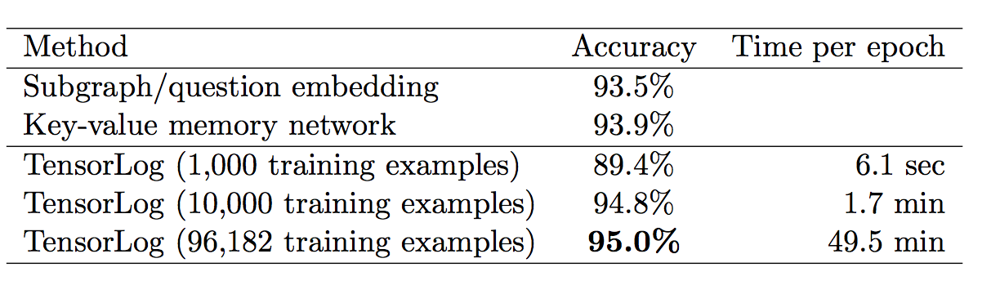 Method Accuracy Time per epoch
Subgraph/question embedding 93.5%
Key-value memory network 93.9%
TensorLog (1,000 training examples) 89.4% 6.1 sec
TensorLog (10,000 training examples) 94.8% 1.7 min
TensorLog (96,182 training examples) 95.0% 49.5 min